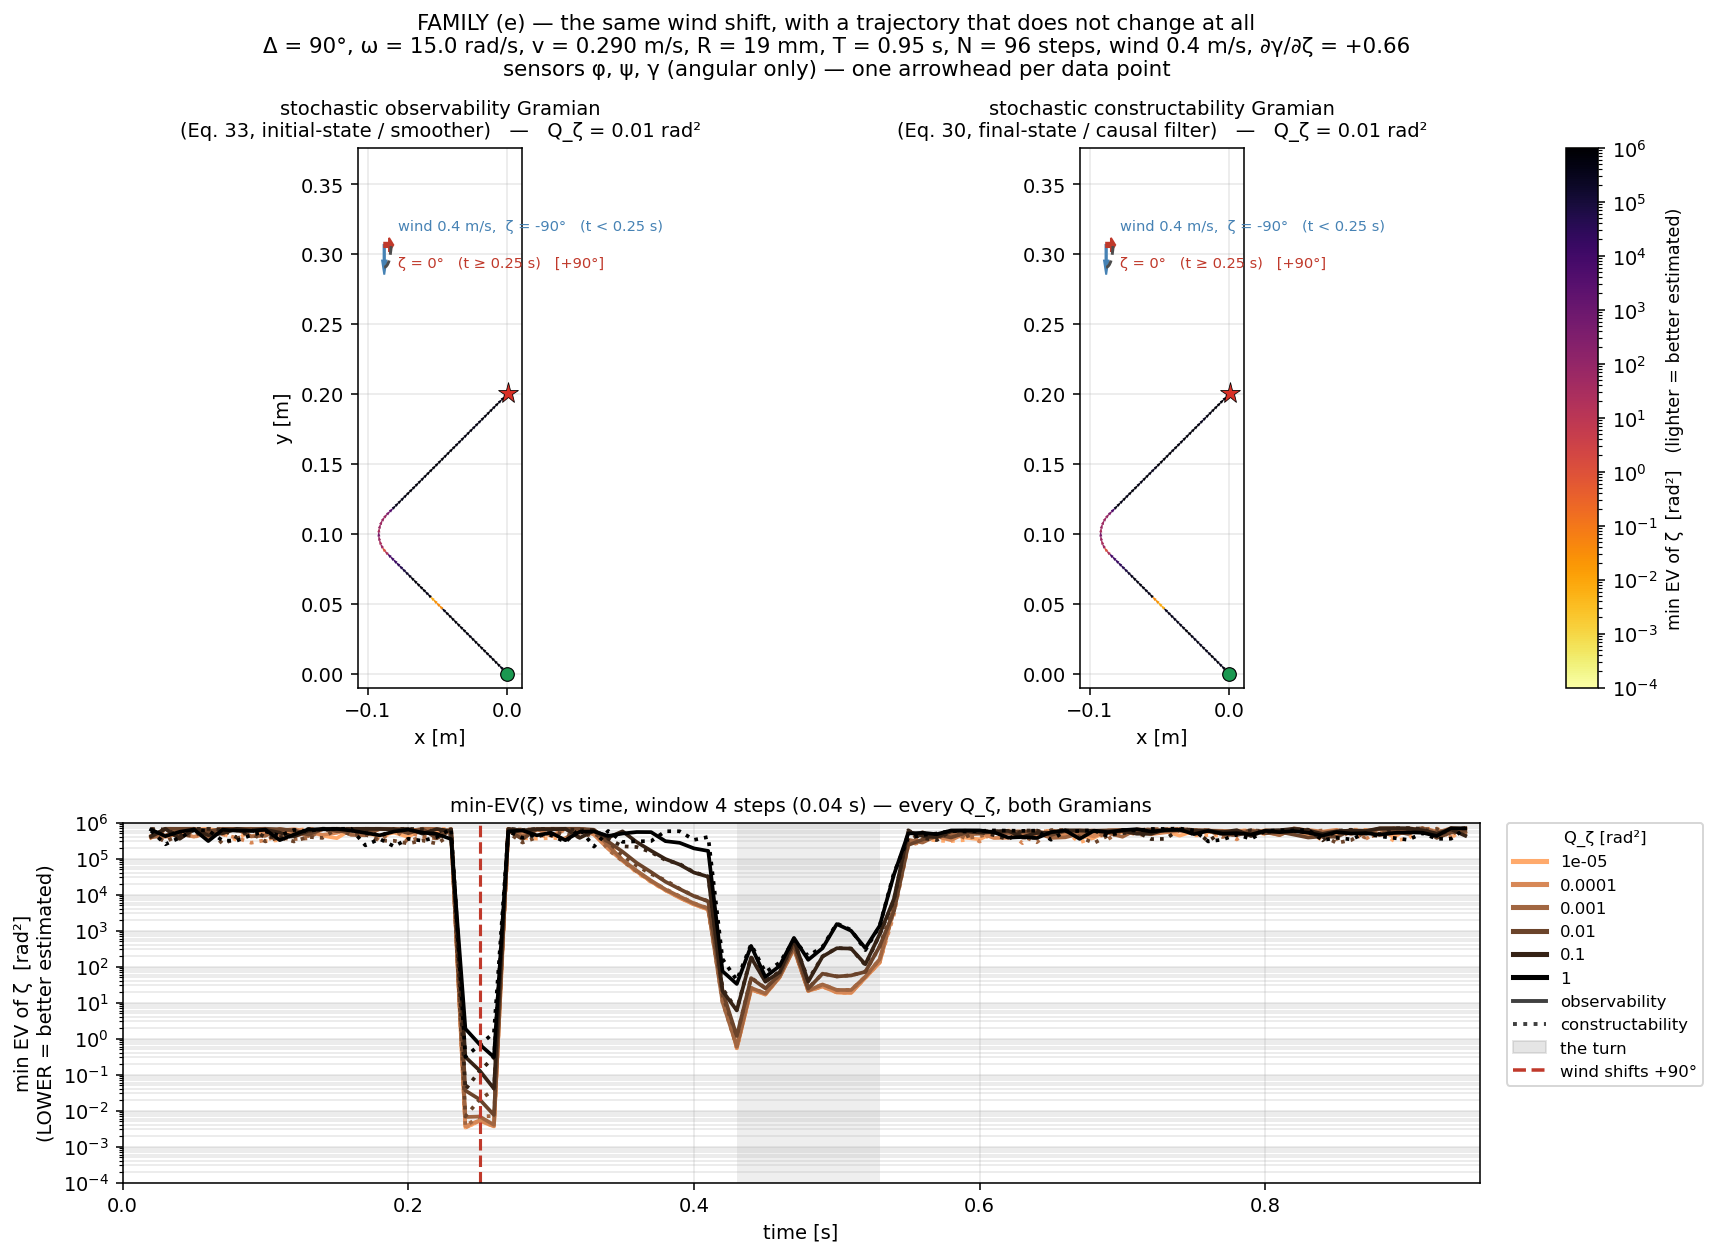 FAMILY (e) — the same wind shift, with a trajectory that does not change at all
Δ = 90°, ω = 15.0 rad/s, v = 0.290 m/s, R = 19 mm, T = 0.95 s, N = 96 steps, wind 0.4 m/s, ∂γ/∂ζ = +0.66
sensors φ, ψ, γ (angular only) — one arrowhead per data point
stochastic observability Gramian
(Eq. 33, initial-state / smoother) — Q_ζ = 0.01 rad²
0.35
0.30
0.25
0.20
0.15
0.10
0.05
0.00
y [m]
wind 0.4 m/s, ζ = -90° (t < 0.25 s)
ζ = 0° (t ≥ 0.25 s) [+90°]
−0.1
0.0
x [m]
stochastic constructability Gramian
(Eq. 30, final-state / causal filter) — Q_ζ = 0.01 rad²
0.35
0.30
0.25
0.20
0.15
0.10
0.05
0.00
wind 0.4 m/s, ζ = -90° (t < 0.25 s)
ζ = 0° (t ≥ 0.25 s) [+90°]
−0.1
0.0
x [m]
10⁶
10⁵
10⁴
10³
10²
10¹
10⁰
10⁻¹
10⁻²
10⁻³
10⁻⁴
min EV of ζ [rad²] (lighter = better estimated)
min-EV(ζ) vs time, window 4 steps (0.04 s) — every Q_ζ, both Gramians
10⁶
10⁵
10⁴
10³
10²
10¹
10⁰
10⁻¹
10⁻²
10⁻³
10⁻⁴
min EV of ζ [rad²]
(LOWER = better estimated)
0.0
0.2
0.4
0.6
0.8
time [s]
Q_ζ [rad²]
1e-05
0.0001
0.001
0.01
0.1
1
observability
constructability
the turn
wind shifts +90°